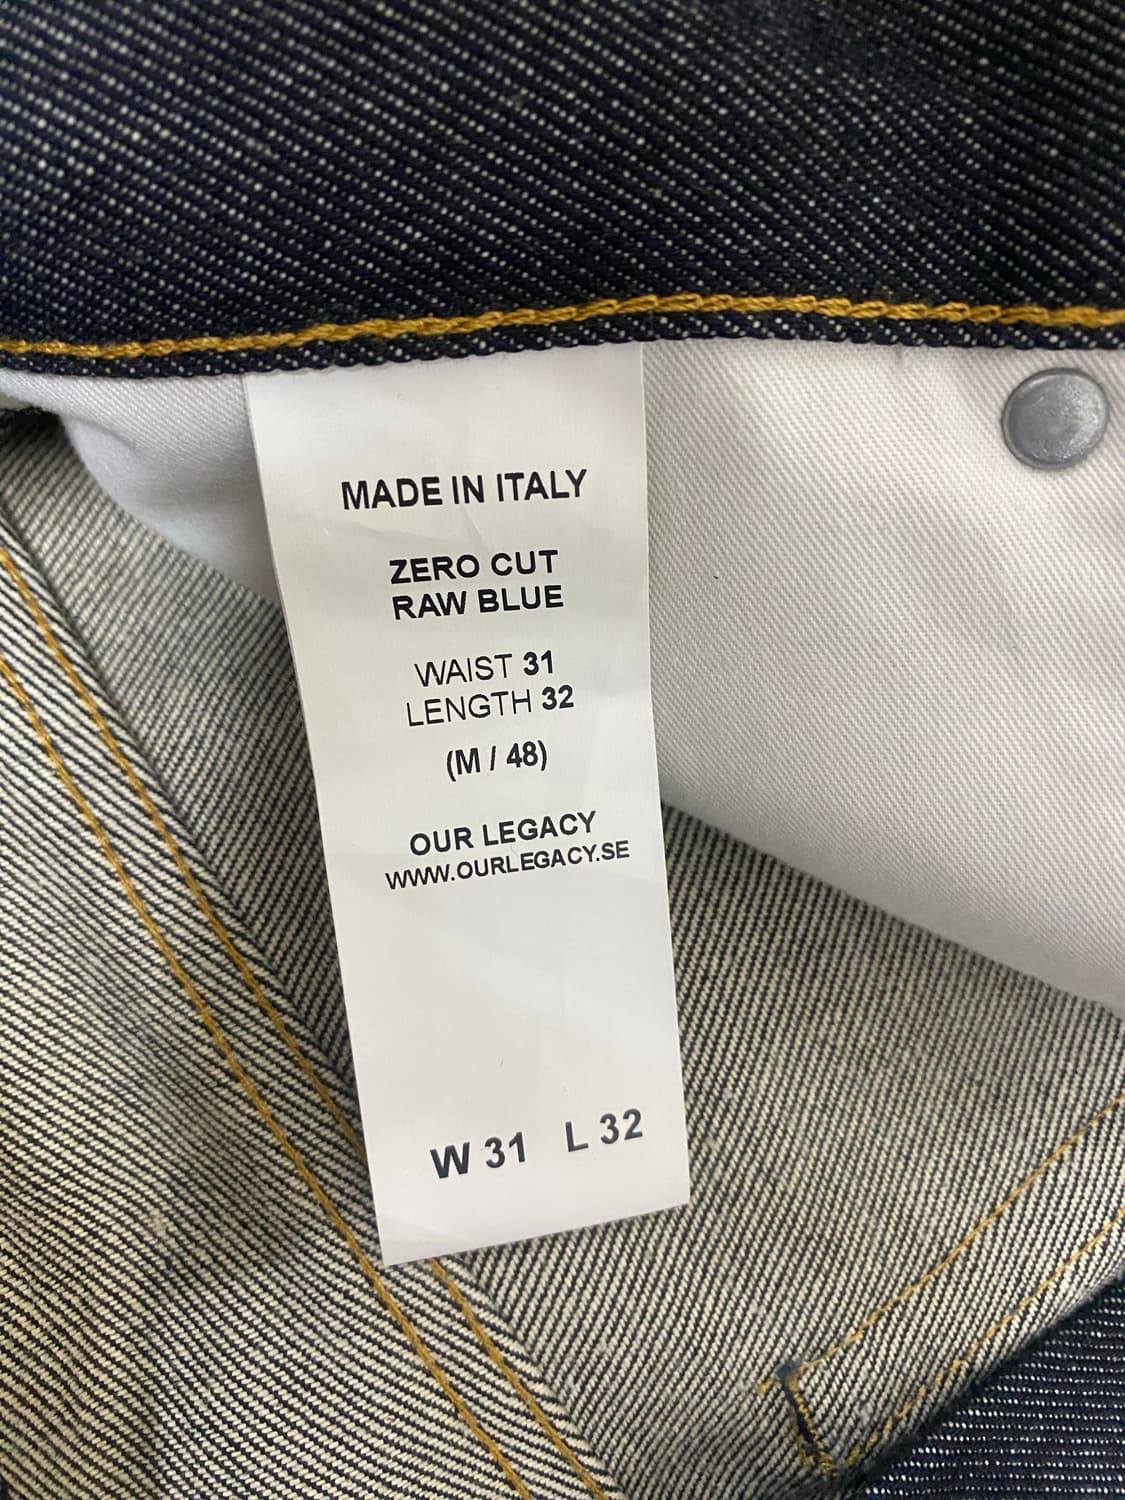 MADE IN ITALY
ZERO CUT
RAW BLUE
WAIST 31
LENGTH 32
(M / 48)
OUR LEGACY
WWW.OURLEGACY.SE
W 31 L 32